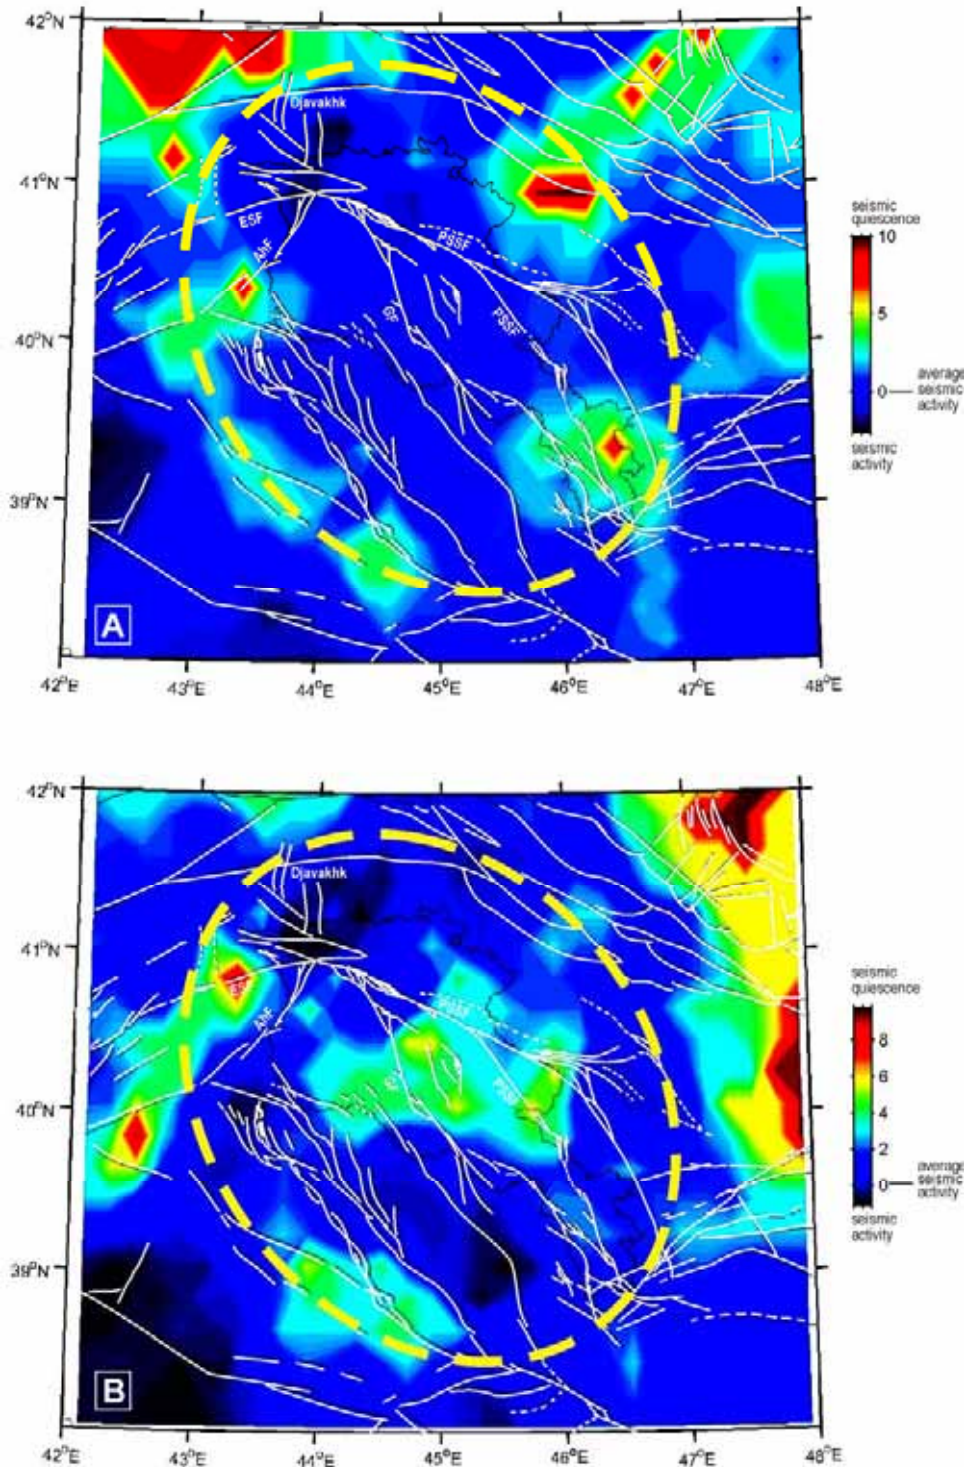 42°N
Djavakhk
41°N
ESF
AhF
PSSF
40°N
GF
PSSF
39°N
A
42°E
43°E
44°E
45°E
46°E
47°E
48°E
seismic
quiescence
10
5
0
average
seismic
activity
seismic
activity
42°N
Djavakhk
41°N
AhF
40°N
39°N
B
42°E
43°E
44°E
45°E
46°E
47°E
48°E
seismic
quiescence
8
6
4
2
0
average
seismic
activity
seismic
activity